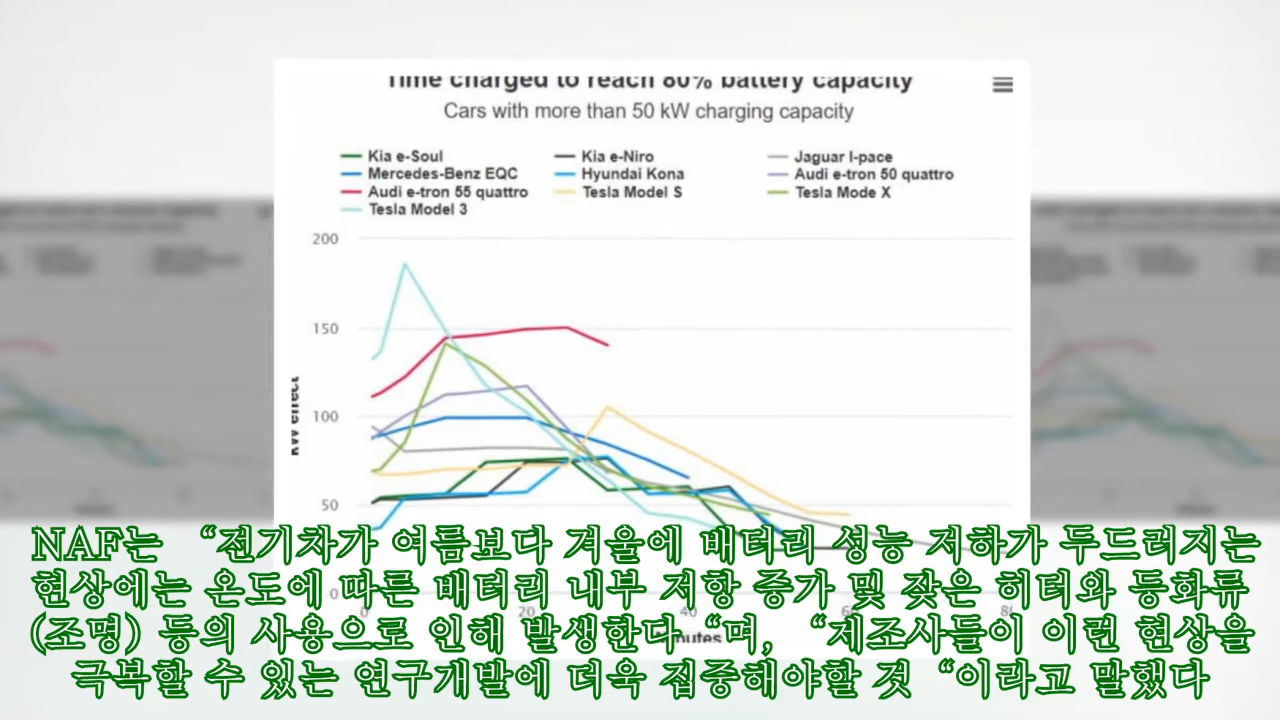 Time charged to reach 80% battery capacity
Cars with more than 50 kW charging capacity
Kia e-Soul Kia e-Niro Jaguar I-pace
Mercedes-Benz EQC Hyundai Kona Audi e-tron 50 quattro
Audi e-tron 55 quattro Tesla Model S Tesla Mode X
Tesla Model 3
200
150
100
50
kW effect
NAF는 “전기차가 여름보다 겨울에 배터리 성능 저하가 두드러지는
현상에는 온도에 따른 배터리 내부 저항 증가 및 잦은 히터와 등화류
0 20 40
(조명) 등의 사용으로 인해 발생한다“며, “제조사들이 이런 현상을
극복할 수 있는 연구개발에 더욱 집중해야할 것“이라고 말했다